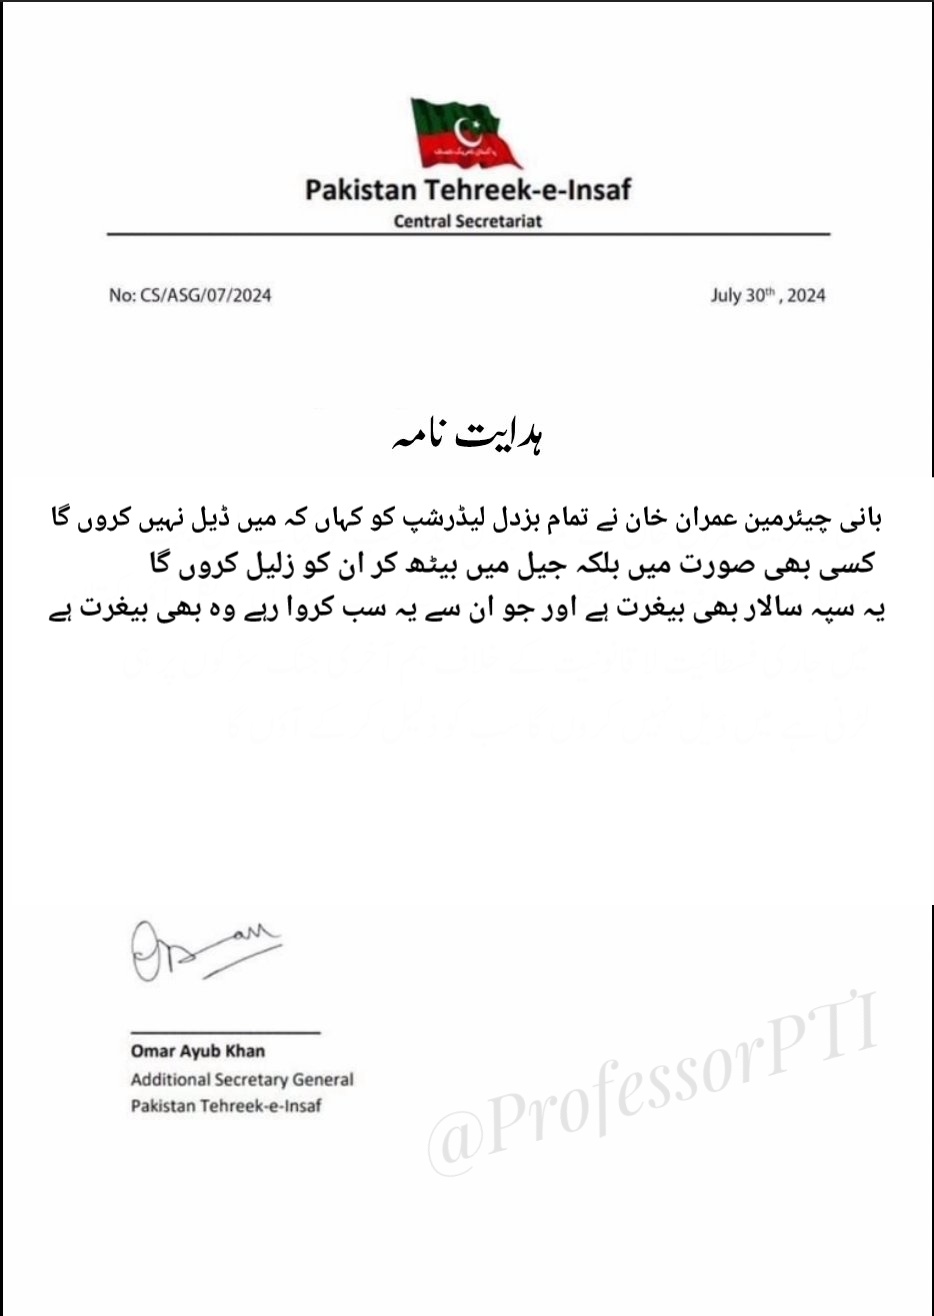 Pakistan Tehreek-e-Insaf
Central Secretariat
No: CS/ASG/07/2024
July 30th , 2024
ہدایت نامہ
بانی چیئرمین عمران خان نے تمام بزدل لیڈرشپ کو کہاں کہ میں ڈیل نہیں کروں گا
کسی بھی صورت میں بلکہ جیل میں بیٹھ کر ان کو زلیل کروں گا
یہ سپہ سالار بھی بیغرت ہے اور جو ان سے یہ سب کروا رہے وہ بھی بیغرت ہے
Omar Ayub Khan
Additional Secretary General
Pakistan Tehreek-e-Insaf
@ProfessorPTI